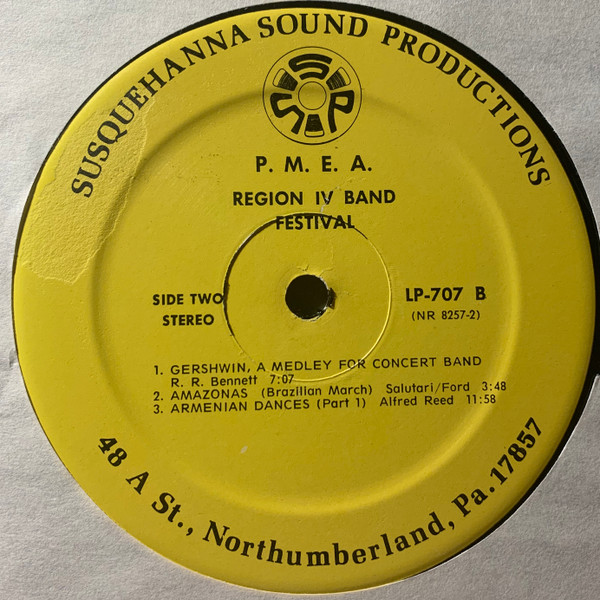 SUSQUEHANNA SOUND PRODUCTIONS
SSP
P. M. E. A.
REGION IV BAND
FESTIVAL
SIDE TWO
STEREO
LP-707 B
(NR 8257-2)
1. GERSHWIN, A MEDLEY FOR CONCERT BAND
R. R. Bennett 7:07
2. AMAZONAS (Brazilian March) Salutari/Ford 3:48
3. ARMENIAN DANCES (Part 1) Alfred Reed 11:58
48 A St., Northumberland, Pa. 17857